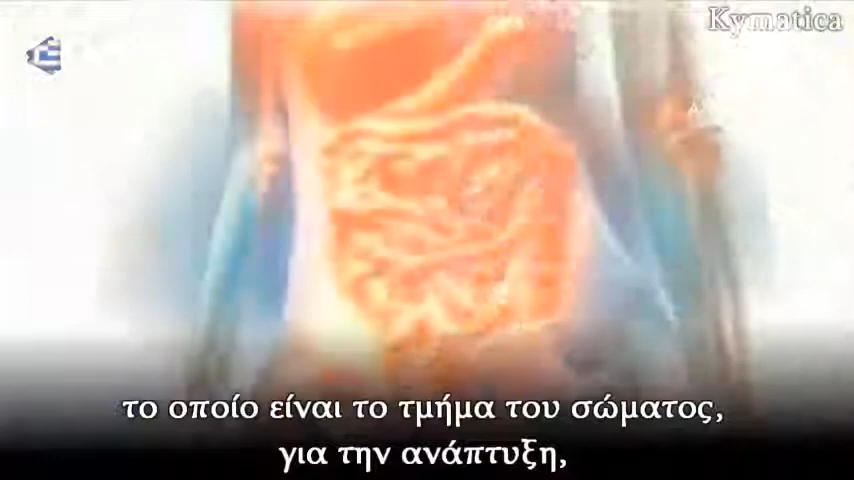 Kymatica
το οποίο είναι το τμήμα του σώματος,
για την ανάπτυξη,